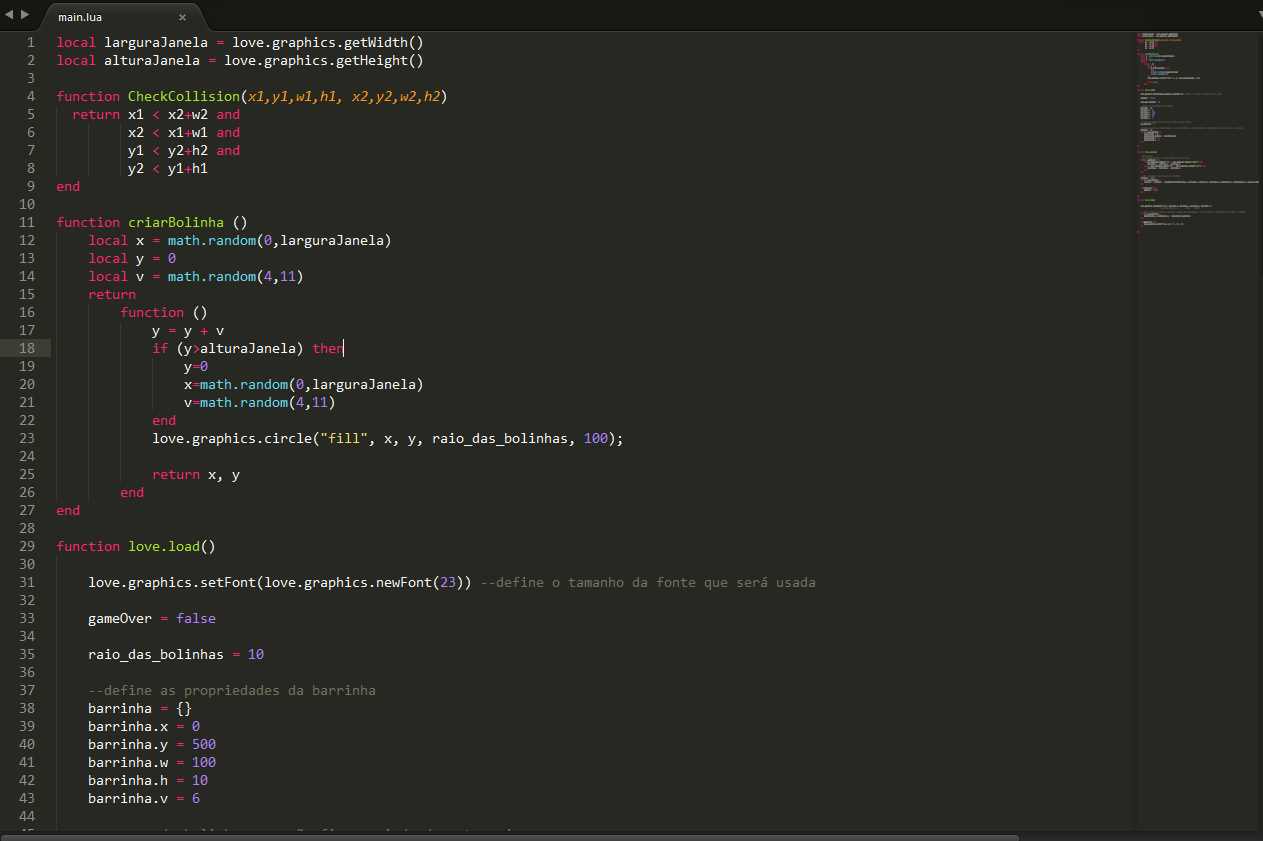 main.lua ×
1 local larguraJanela = love.graphics.getWidth()
2 local alturaJanela = love.graphics.getHeight()
3
4 function CheckCollision(x1,y1,w1,h1, x2,y2,w2,h2)
5 return x1 < x2+w2 and
6 x2 < x1+w1 and
7 y1 < y2+h2 and
8 y2 < y1+h1
9 end
10
11 function criarBolinha ()
12 local x = math.random(0,larguraJanela)
13 local y = 0
14 local v = math.random(4,11)
15 return
16 function ()
17 y = y + v
18 if (y>alturaJanela) then
19 y=0
20 x=math.random(0,larguraJanela)
21 v=math.random(4,11)
22 end
23 love.graphics.circle("fill", x, y, raio_das_bolinhas, 100);
24
25 return x, y
26 end
27 end
28
29 function love.load()
30
31 love.graphics.setFont(love.graphics.newFont(23)) --define o tamanho da fonte que será usada
32
33 gameOver = false
34
35 raio_das_bolinhas = 10
36
37 --define as propriedades da barrinha
38 barrinha = {}
39 barrinha.x = 0
40 barrinha.y = 500
41 barrinha.w = 100
42 barrinha.h = 10
43 barrinha.v = 6
44